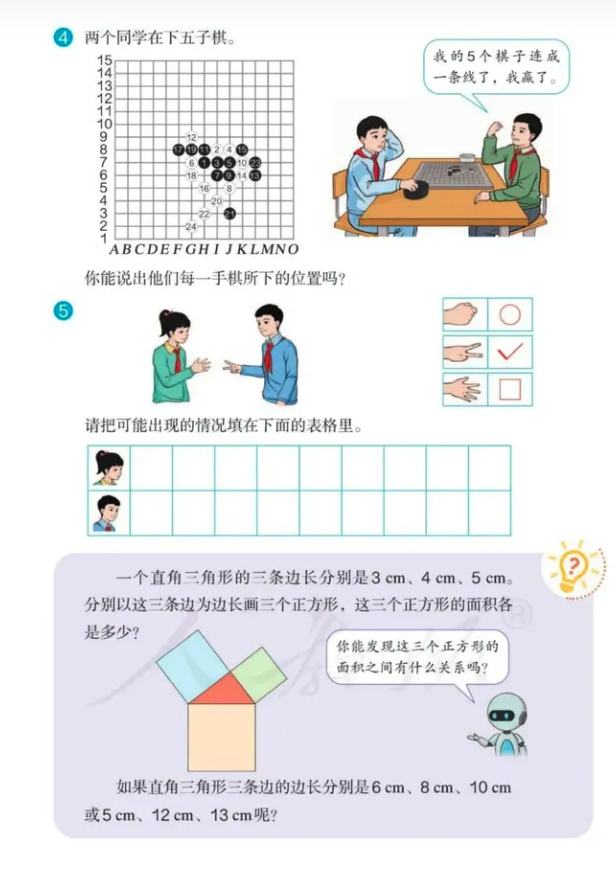 4 两个同学在下五子棋。
我的5个棋子连成
一条线了，我赢了。
15
14
13
12
11
10
9 12
8 17 19 11 2 4 15
7 6 1 3 5 10 23
6 18 7 9 14 13
5 16 8
4 20
3 22 21
2 24
1
A B C D E F G H I J K L M N O
你能说出他们每一手棋所下的位置吗？
5
请把可能出现的情况填在下面的表格里。
?
一个直角三角形的三条边长分别是3 cm、4 cm、5 cm。
分别以这三条边为边长画三个正方形，这三个正方形的面积各
是多少？
你能发现这三个正方形的
面积之间有什么关系吗？
如果直角三角形三条边的边长分别是6 cm、8 cm、10 cm
或5 cm、12 cm、13 cm呢？